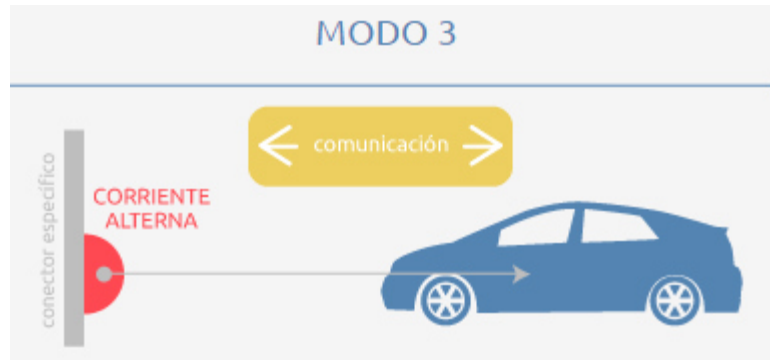 MODO 3
comunicación
conector específico
CORRIENTE
ALTERNA